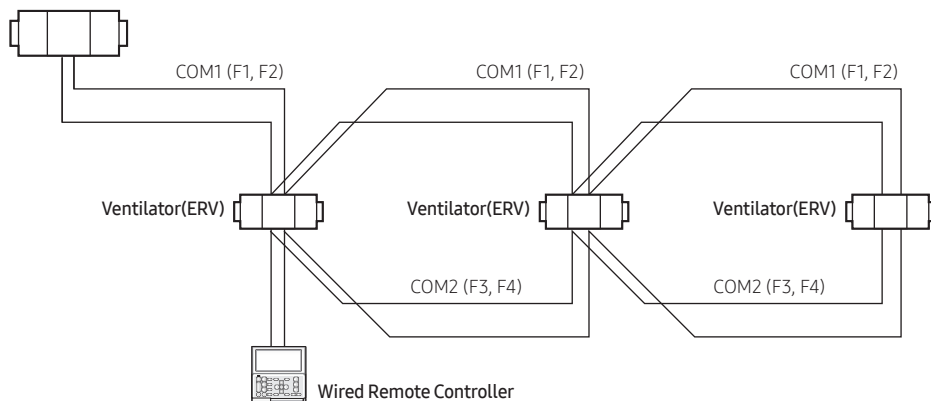 COM1 (F1, F2)
COM1 (F1, F2)
COM1 (F1, F2)
Ventilator(ERV)
Ventilator(ERV)
Ventilator(ERV)
COM2 (F3, F4)
COM2 (F3, F4)
Wired Remote Controller